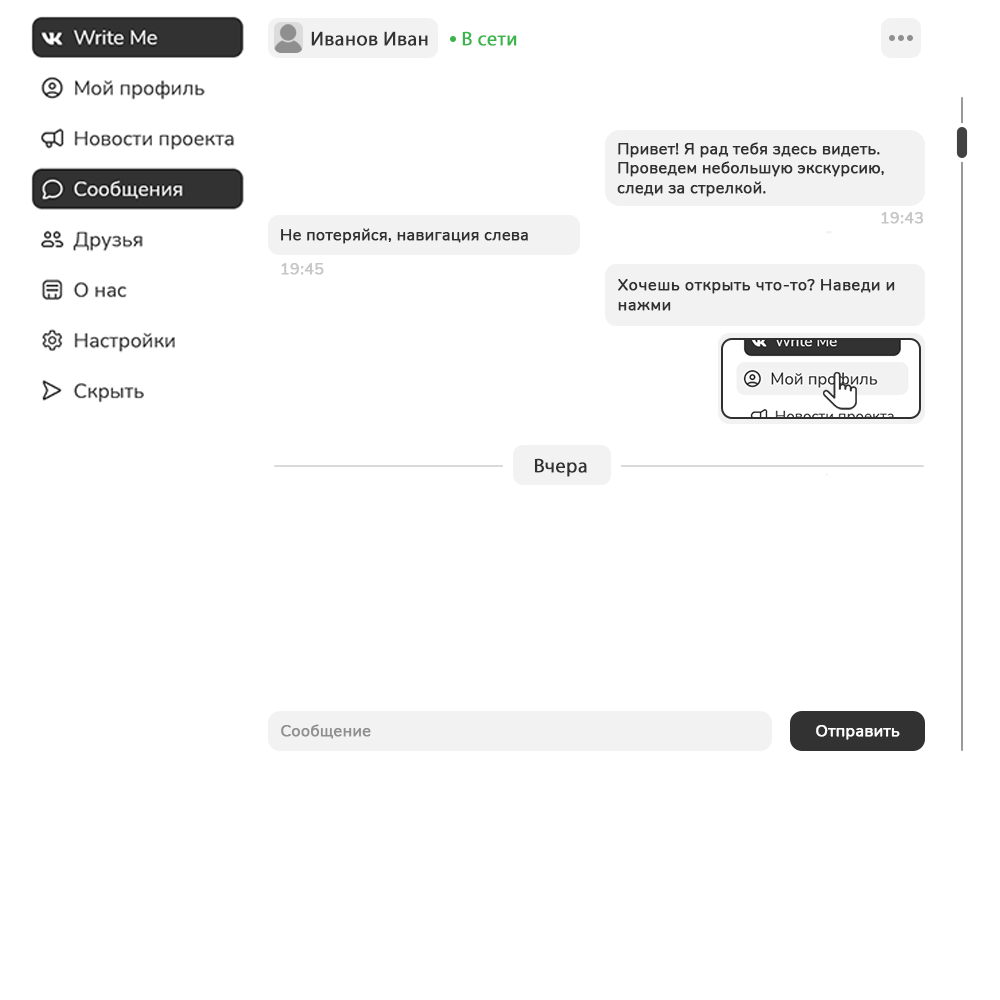 Write Me
Мой профиль
Новости проекта
Сообщения
Друзья
О нас
Настройки
Скрыть
Иванов Иван
• В сети
Привет! Я рад тебя здесь видеть.
Проведем небольшую экскурсию,
следи за стрелкой.
19:43
Не потеряйся, навигация слева
19:45
Хочешь открыть что-то? Наведи и
нажми
Write Me
Мой профиль
Новости проекта
Вчера
Сообщение
Отправить